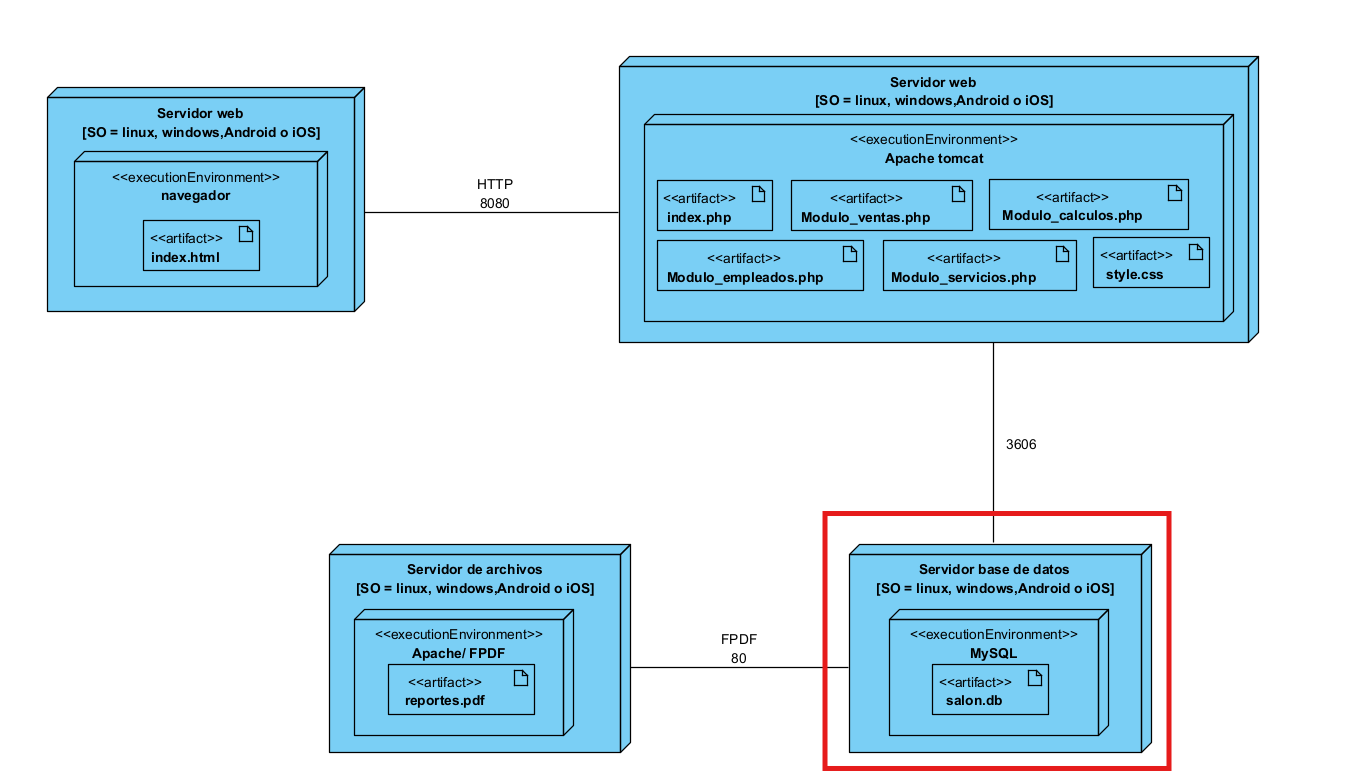 Servidor web
[SO = linux, windows,Android o iOS]
<<executionEnvironment>>
navegador
<<artifact>>
index.html
HTTP
8080
Servidor web
[SO = linux, windows,Android o iOS]
<<executionEnvironment>>
Apache tomcat
<<artifact>>
index.php
<<artifact>>
Modulo_ventas.php
<<artifact>>
Modulo_calculos.php
<<artifact>>
Modulo_empleados.php
<<artifact>>
Modulo_servicios.php
<<artifact>>
style.css
3606
Servidor de archivos
[SO = linux, windows,Android o iOS]
<<executionEnvironment>>
Apache/ FPDF
<<artifact>>
reportes.pdf
FPDF
80
Servidor base de datos
[SO = linux, windows,Android o iOS]
<<executionEnvironment>>
MySQL
<<artifact>>
salon.db